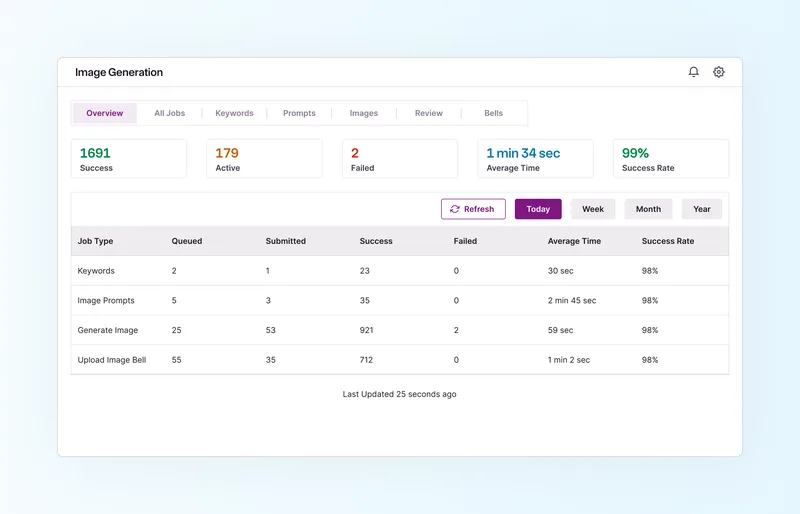 Image Generation
Overview All Jobs Keywords Prompts Images Review Bells
1691 179 2 1 min 34 sec 99%
Success Active Failed Average Time Success Rate
Refresh Today Week Month Year
Job Type Queued Submitted Success Failed Average Time Success Rate
Keywords 2 1 23 0 30 sec 98%
Image Prompts 5 3 35 0 2 min 45 sec 98%
Generate Image 25 53 921 2 59 sec 98%
Upload Image Bell 55 35 712 0 1 min 2 sec 98%
Last Updated 25 seconds ago